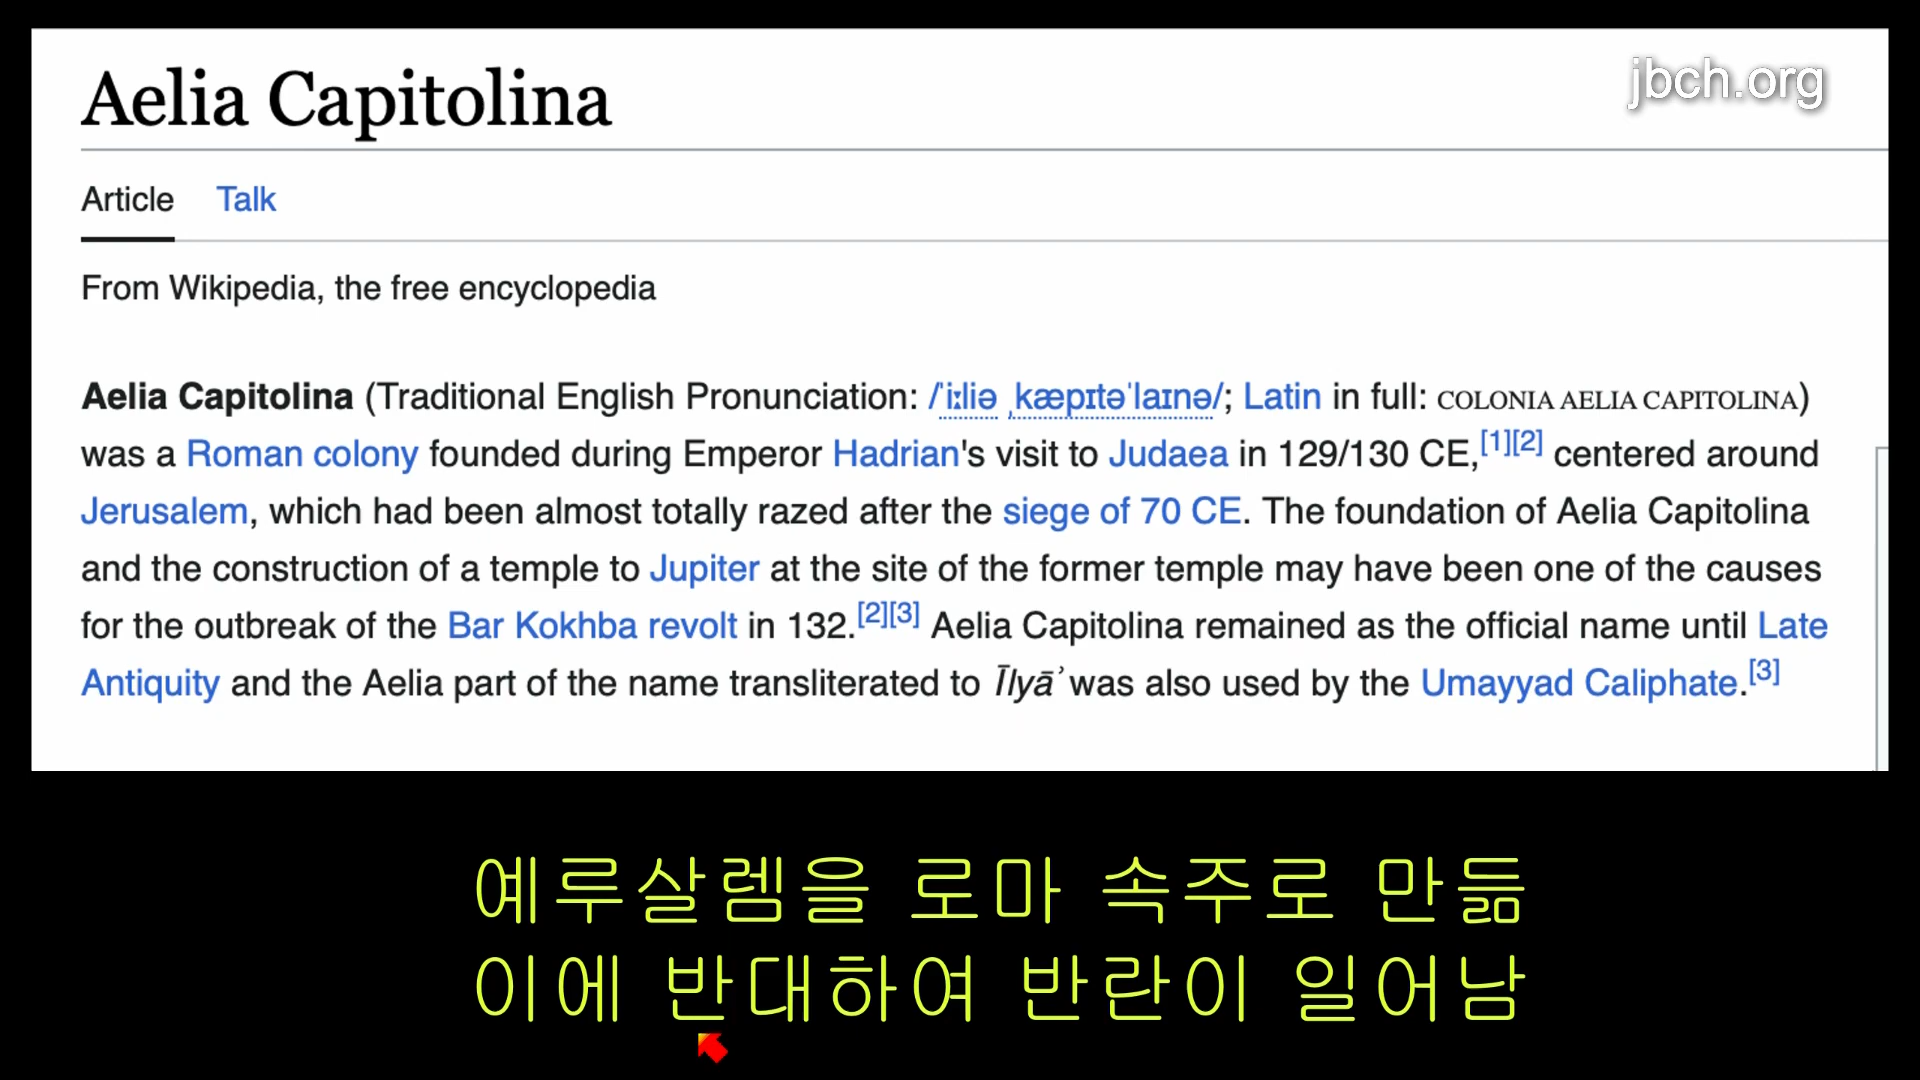 Aelia Capitolina
jbch.org
Article Talk
From Wikipedia, the free encyclopedia
Aelia Capitolina (Traditional English Pronunciation: /ˈiːliə ˌkæpɪtəˈlaɪnə/; Latin in full: COLONIA AELIA CAPITOLINA)
was a Roman colony founded during Emperor Hadrian's visit to Judaea in 129/130 CE,[1][2] centered around
Jerusalem, which had been almost totally razed after the siege of 70 CE. The foundation of Aelia Capitolina
and the construction of a temple to Jupiter at the site of the former temple may have been one of the causes
for the outbreak of the Bar Kokhba revolt in 132.[2][3] Aelia Capitolina remained as the official name until Late
Antiquity and the Aelia part of the name transliterated to Īlyāʾ was also used by the Umayyad Caliphate.[3]
예루살렘을 로마 속주로 만듦
이에 반대하여 반란이 일어남